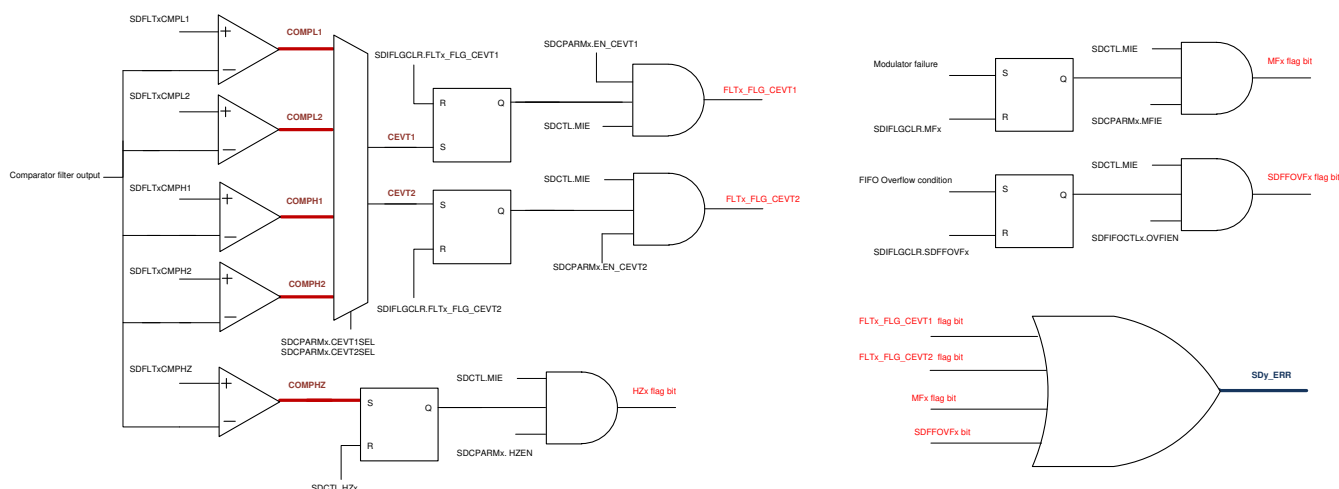 SDFLTxCMPL1
COMPL1
SDFLTxCMPL2
COMPL2
Comparator filter output
SDFLTxCMPH1
COMPH1
SDFLTxCMPH2
COMPH2
SDCPARMx.CEVT1SEL
SDCPARMx.CEVT2SEL
SDFLTxCMPHZ
COMPHZ
+
−
+
−
+
−
+
−
+
−
SDIFLGCLR.FLTx_FLG_CEVT1
R
Q
S
CEVT1
SDCPARMx.EN_CEVT1
SDCTL.MIE
FLTx_FLG_CEVT1
CEVT2
S
Q
R
SDIFLGCLR.FLTx_FLG_CEVT2
SDCTL.MIE
SDCPARMx.EN_CEVT2
FLTx_FLG_CEVT2
S
Q
R
SDCTL.HZx
SDCTL.MIE
SDCPARMx. HZEN
HZx flag bit
Modulator failure
S
Q
R
SDIFLGCLR.MFx
SDCTL.MIE
SDCPARMx.MFIE
MFx flag bit
FIFO Overflow condition
S
Q
R
SDIFLGCLR.SDFFOVFx
SDCTL.MIE
SDFIFOCTLx.OVFIEN
SDFFOVFx flag bit
FLTx_FLG_CEVT1 flag bit
FLTx_FLG_CEVT2 flag bit
MFx flag bit
SDFFOVFx bit
SDy_ERR